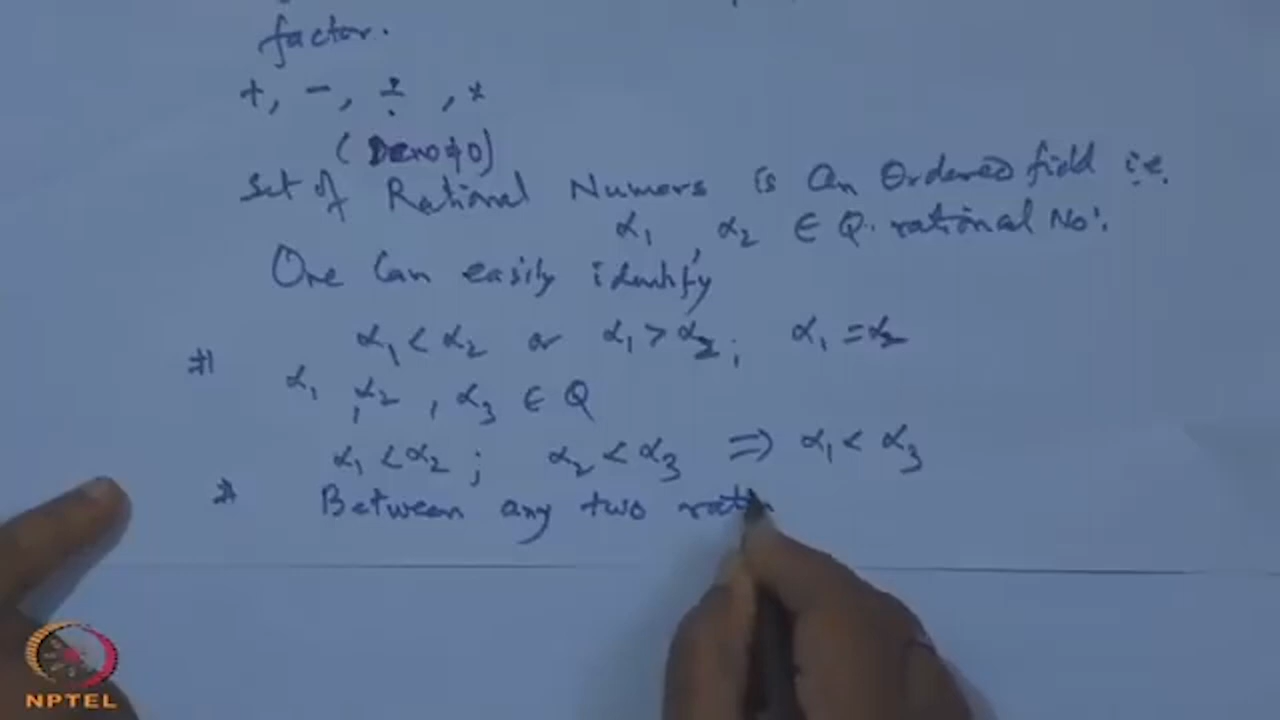 factor.
+, -, ÷, *
(Deno≠0)
Set of Rational Numers is an Ordered field i.e.
α₁, α₂ ∈ Q. rational No:
One Can easily identify
α₁ < α₂ or α₁ > α₂; α₁ = α₂
α₁, α₂, α₃ ∈ Q
α₁ < α₂; α₂ < α₃ ⇒ α₁ < α₃
Between any two ratio
NPTEL